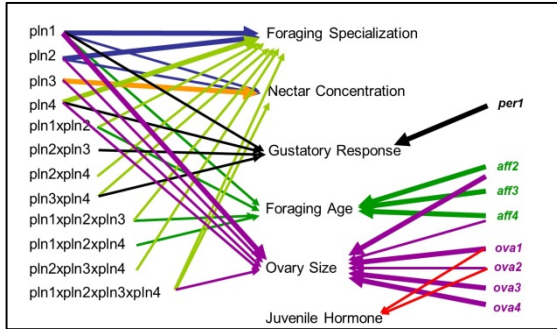 pln1
pln2
pln3
pln4
pln1xpln2
pln2xpln3
pln2xpln4
pln3xpln4
pln1xpln2xpln3
pln1xpln2xpln4
pln2xpln3xpln4
pln1xpln2xpln3xpln4
Foraging Specialization
Nectar Concentration
Gustatory Response
Foraging Age
Ovary Size
Juvenile Hormone
per1
aff2
aff3
aff4
ova1
ova2
ova3
ova4